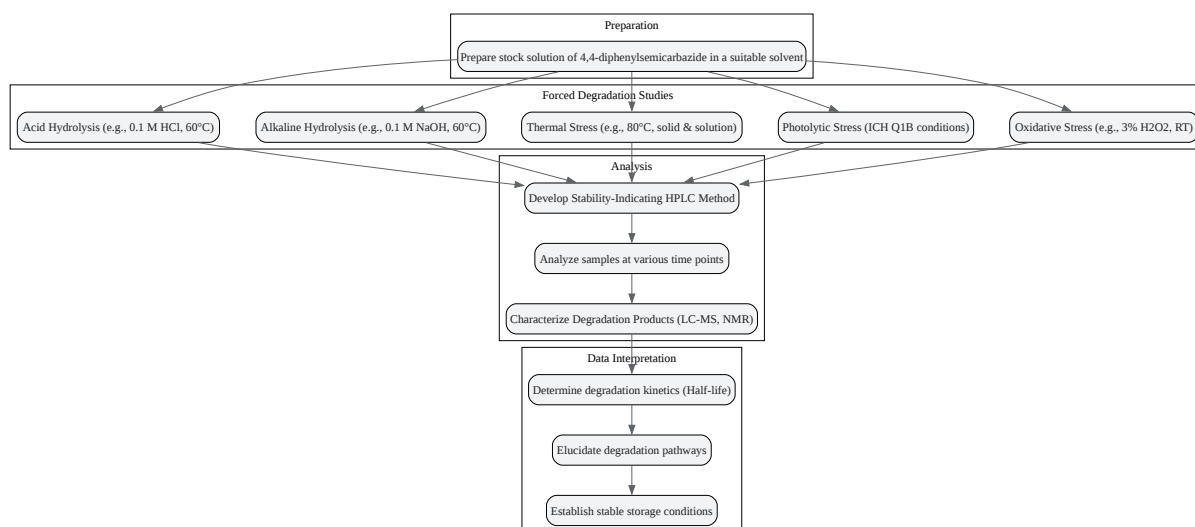 Preparation
Prepare stock solution of 4,4-diphenylsemicarbazide in a suitable solvent
Forced Degradation Studies
Acid Hydrolysis (e.g., 0.1 M HCl, 60°C)
Alkaline Hydrolysis (e.g., 0.1 M NaOH, 60°C)
Thermal Stress (e.g., 80°C, solid & solution)
Photolytic Stress (ICH Q1B conditions)
Oxidative Stress (e.g., 3% H2O2, RT)
Analysis
Develop Stability-Indicating HPLC Method
Analyze samples at various time points
Characterize Degradation Products (LC-MS, NMR)
Data Interpretation
Determine degradation kinetics (Half-life)
Elucidate degradation pathways
Establish stable storage conditions